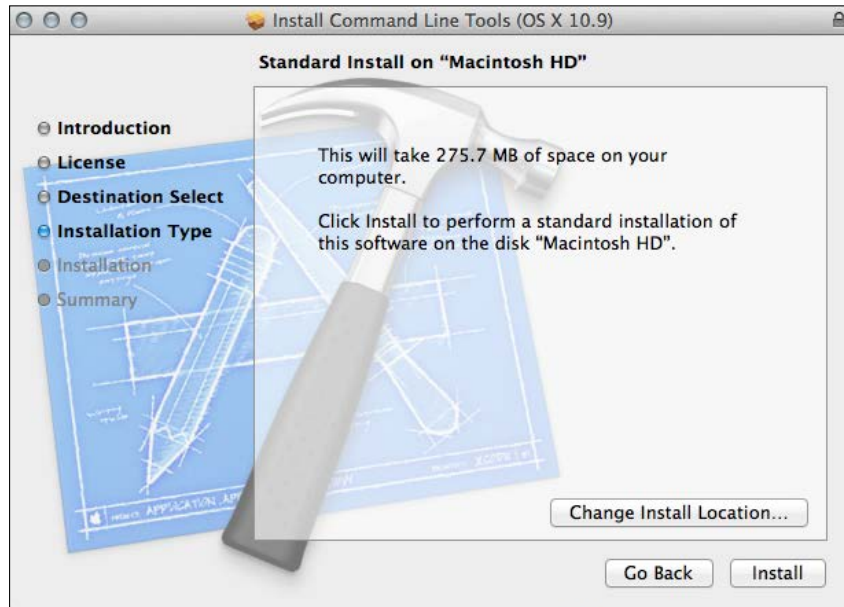 Install Command Line Tools (OS X 10.9)
Standard Install on “Macintosh HD”
Introduction
License
Destination Select
Installation Type
Installation
Summary
This will take 275.7 MB of space on your
computer.
Click Install to perform a standard installation of
this software on the disk “Macintosh HD”.
Change Install Location...
Go Back
Install